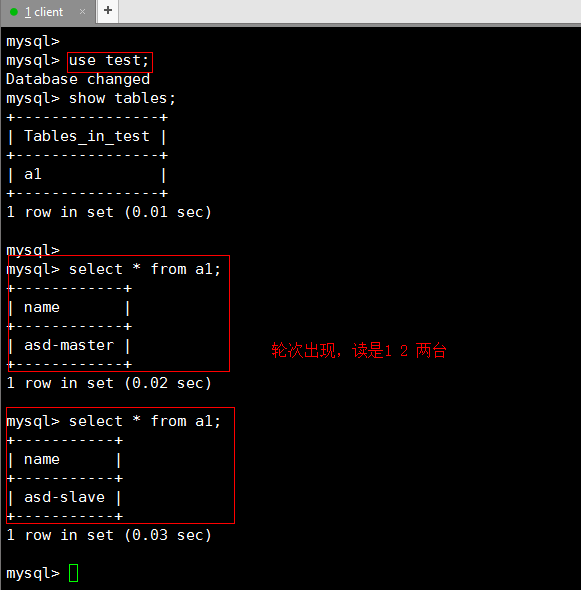 1 client × +
mysql>
mysql> use test;
Database changed
mysql> show tables;
+----------------+
| Tables_in_test |
+----------------+
| a1             |
+----------------+
1 row in set (0.01 sec)
mysql>
mysql> select * from a1;
+------------+
| name       |
+------------+
| asd-master |
+------------+
轮次出现，读是1 2 两台
1 row in set (0.02 sec)
mysql> select * from a1;
+-----------+
| name      |
+-----------+
| asd-slave |
+-----------+
1 row in set (0.03 sec)
mysql>